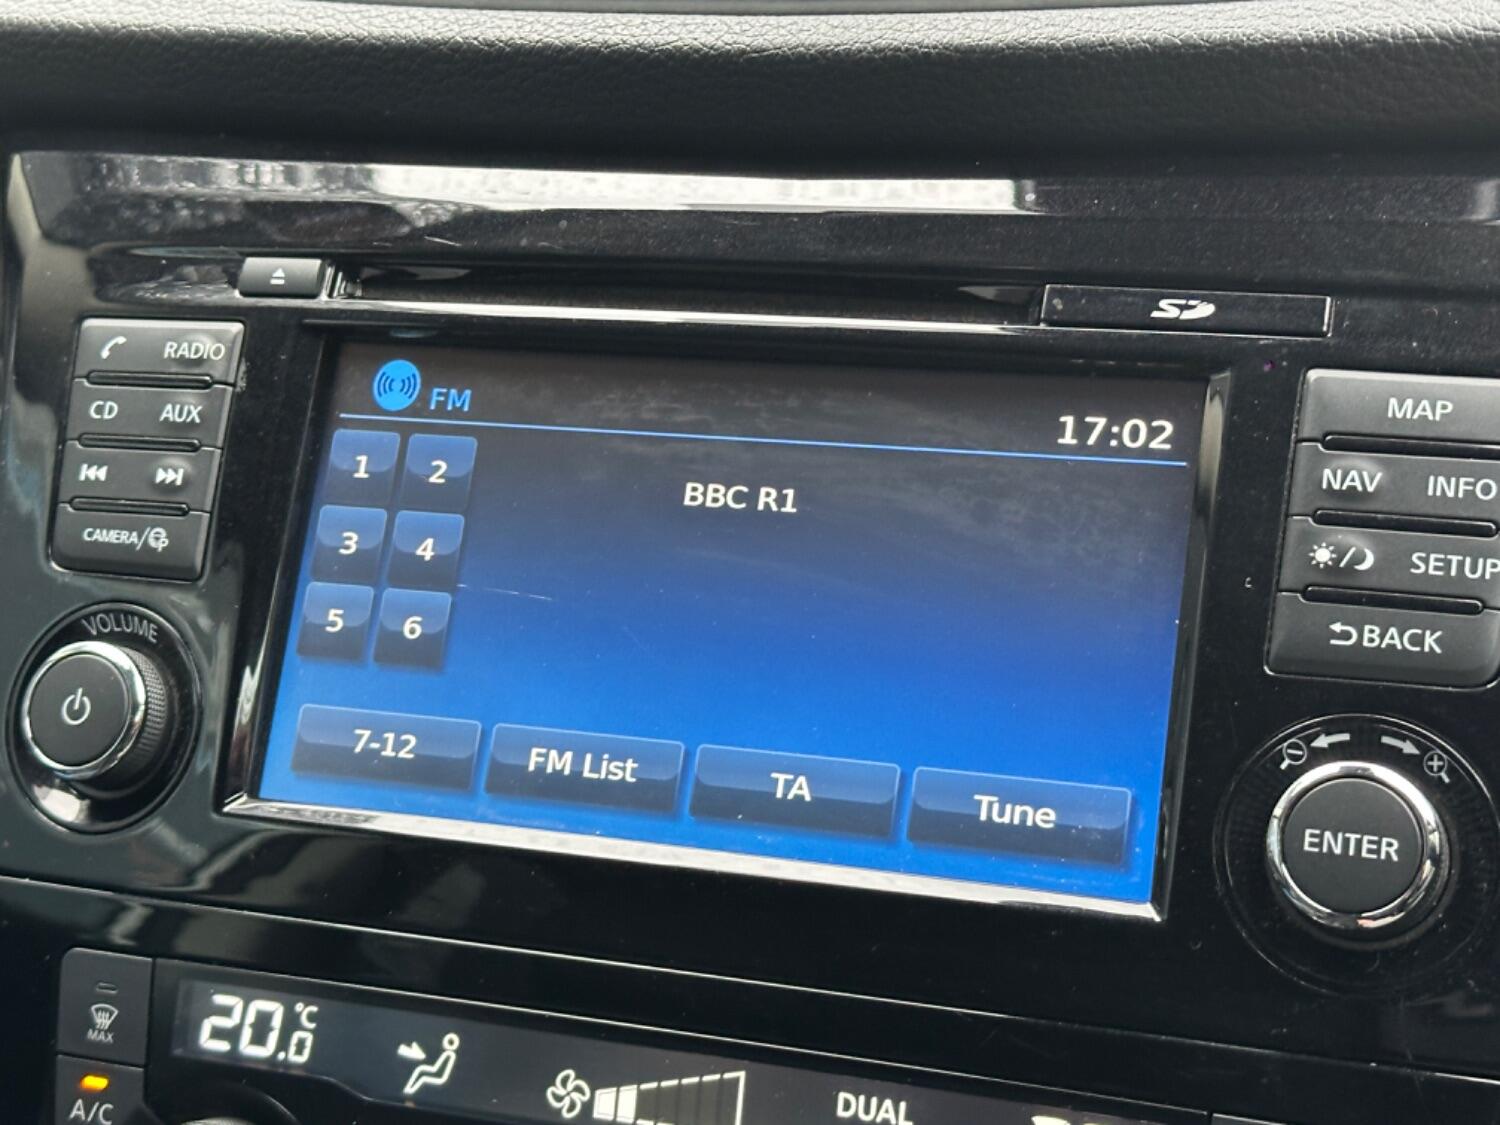 SD
RADIO
CD AUX
CAMERA/
VOLUME
FM
17:02
1 2
BBC R1
3 4
5 6
7-12 FM List TA Tune
MAP
NAV INFO
SETUP
BACK
ENTER
MAX
20.0 °C
A/C
DUAL